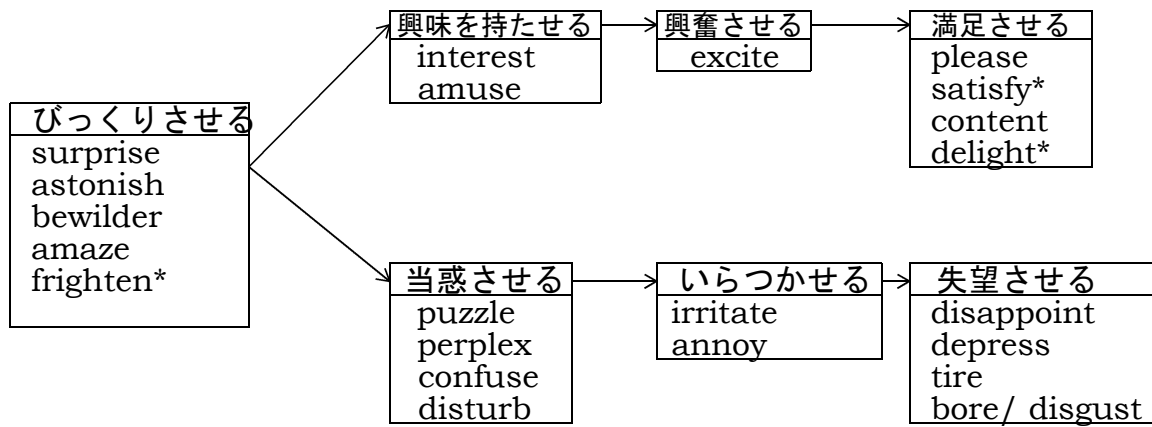 びっくりさせる
surprise
astonish
bewilder
amaze
frighten*
興味を持たせる
interest
amuse
興奮させる
excite
満足させる
please
satisfy*
content
delight*
当惑させる
puzzle
perplex
confuse
disturb
いらつかせる
irritate
annoy
失望させる
disappoint
depress
tire
bore/ disgust